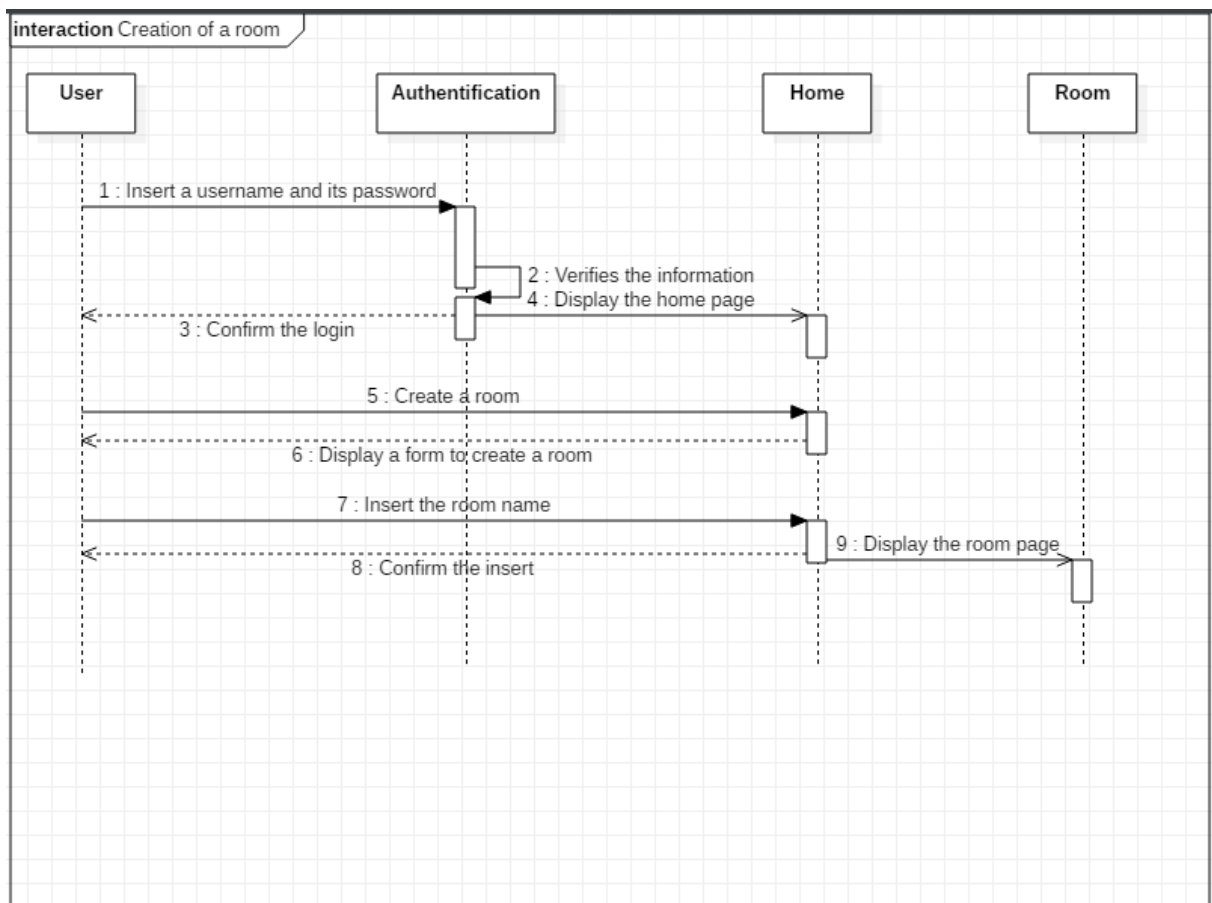 interaction Creation of a room
User
Authentification
Home
Room
1 : Insert a username and its password
2 : Verifies the information
4 : Display the home page
3 : Confirm the login
5 : Create a room
6 : Display a form to create a room
7 : Insert the room name
9 : Display the room page
8 : Confirm the insert